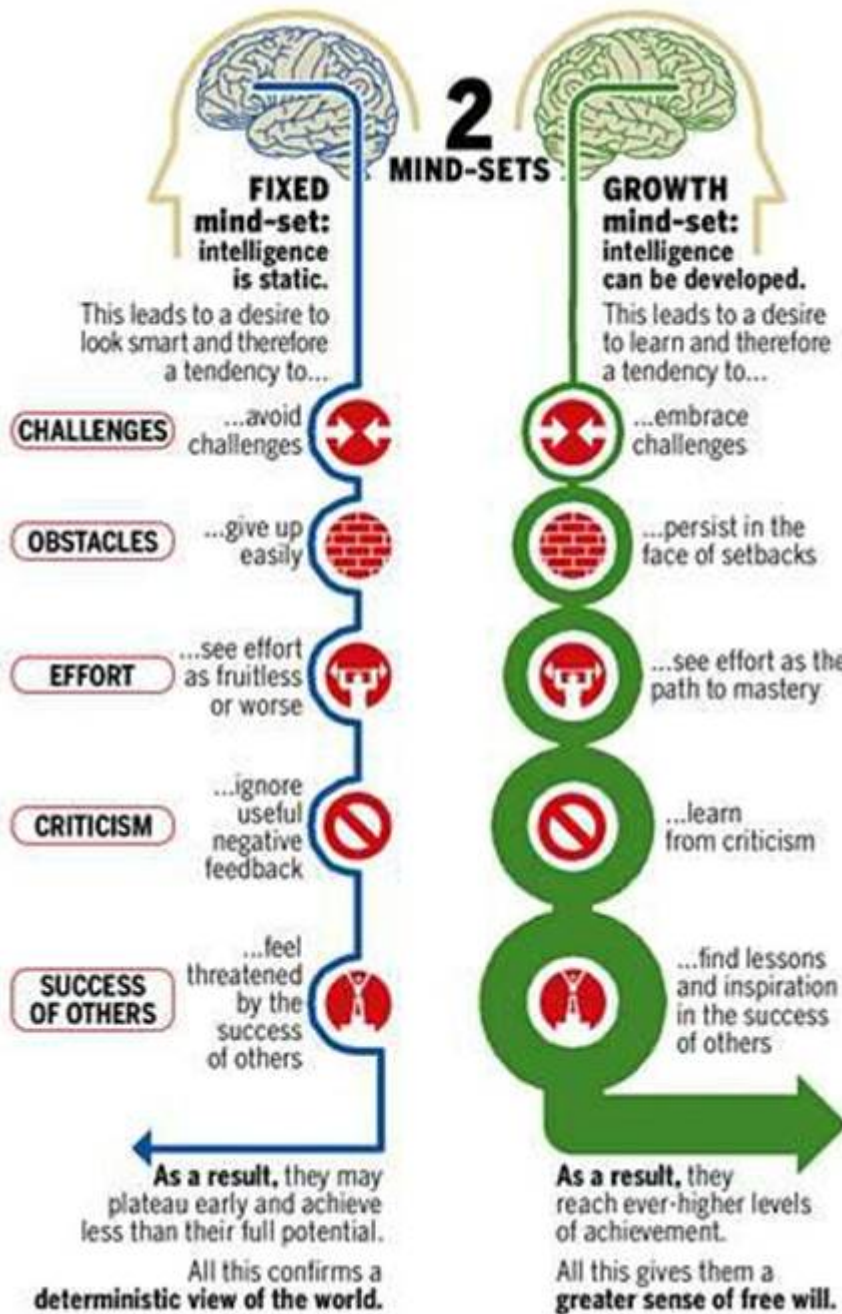 2
MIND-SETS
FIXED
mind-set:
intelligence
is static.
This leads to a desire to
look smart and therefore
a tendency to...
GROWTH
mind-set:
intelligence
can be developed.
This leads to a desire
to learn and therefore
a tendency to...
CHALLENGES
...avoid
challenges
...embrace
challenges
OBSTACLES
...give up
easily
...persist in the
face of setbacks
EFFORT
...see effort
as fruitless
or worse
...see effort as the
path to mastery
CRITICISM
...ignore
useful
negative
feedback
...learn
from criticism
SUCCESS
OF OTHERS
...feel
threatened
by the
success
of others
...find lessons
and inspiration
in the success
of others
As a result, they may
plateau early and achieve
less than their full potential.
All this confirms a
deterministic view of the world.
As a result, they
reach ever-higher levels
of achievement.
All this gives them a
greater sense of free will.